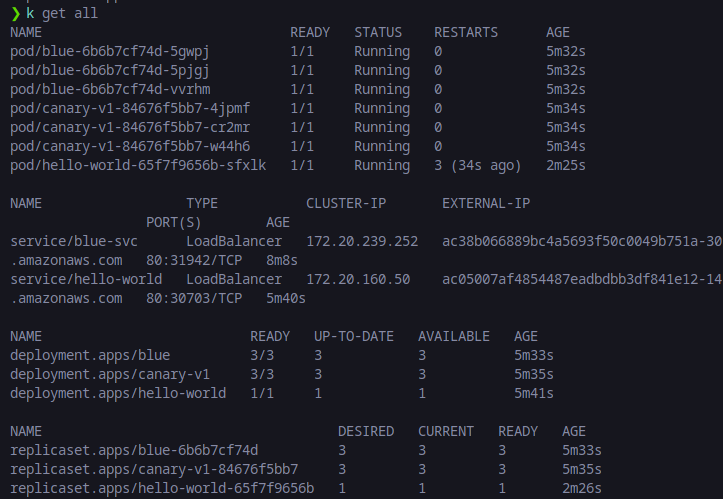 ❯ k get all
NAME READY STATUS RESTARTS AGE
pod/blue-6b6b7cf74d-5gwpj 1/1 Running 0 5m32s
pod/blue-6b6b7cf74d-5pjgj 1/1 Running 0 5m32s
pod/blue-6b6b7cf74d-vvrhm 1/1 Running 0 5m32s
pod/canary-v1-84676f5bb7-4jpmf 1/1 Running 0 5m34s
pod/canary-v1-84676f5bb7-cr2mr 1/1 Running 0 5m34s
pod/canary-v1-84676f5bb7-w44h6 1/1 Running 0 5m34s
pod/hello-world-65f7f9656b-sfxlk 1/1 Running 3 (34s ago) 2m25s
NAME TYPE CLUSTER-IP EXTERNAL-IP
PORT(S) AGE
service/blue-svc LoadBalancer 172.20.239.252 ac38b066889bc4a5693f50c0049b751a-30
.amazonaws.com 80:31942/TCP 8m8s
service/hello-world LoadBalancer 172.20.160.50 ac05007af4854487eadbdbb3df841e12-14
.amazonaws.com 80:30703/TCP 5m40s
NAME READY UP-TO-DATE AVAILABLE AGE
deployment.apps/blue 3/3 3 3 5m33s
deployment.apps/canary-v1 3/3 3 3 5m35s
deployment.apps/hello-world 1/1 1 1 5m41s
NAME DESIRED CURRENT READY AGE
replicaset.apps/blue-6b6b7cf74d 3 3 3 5m33s
replicaset.apps/canary-v1-84676f5bb7 3 3 3 5m35s
replicaset.apps/hello-world-65f7f9656b 1 1 1 2m26s